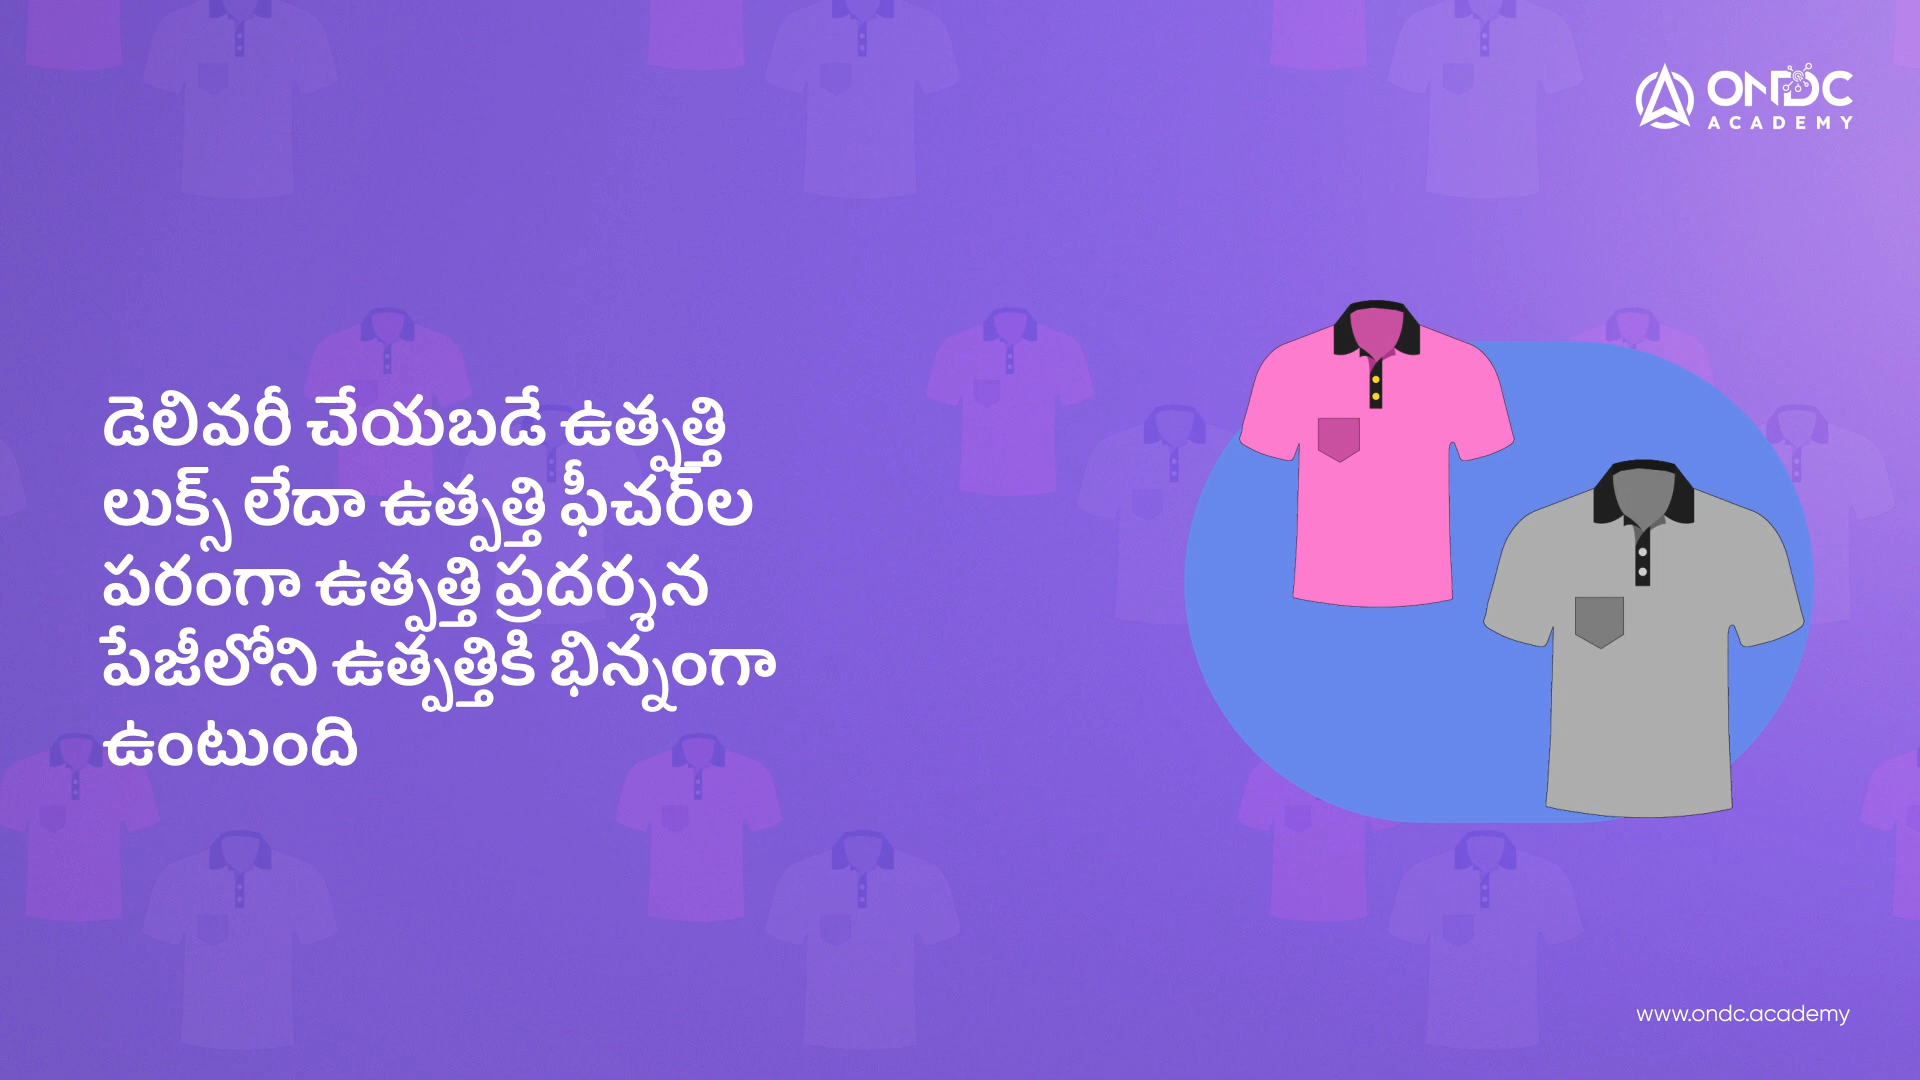 ONDC
ACADEMY
డెలివరీ చేయబడే ఉత్పత్తి
లుక్స్ లేదా ఉత్పత్తి ఫీచర్‌ల
పరంగా ఉత్పత్తి ప్రదర్శన
పేజీలోని ఉత్పత్తికి భిన్నంగా
ఉంటుంది
www.ondc.academy